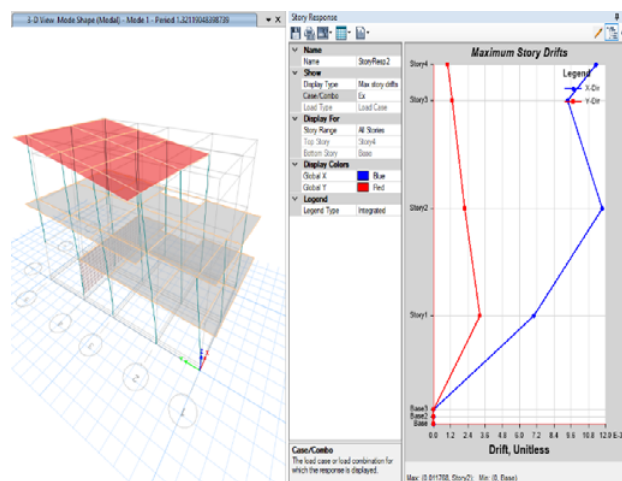 3-D View Mode Shape (Modal) - Mode 1 - Period 1.32119048398739
Story Response
Name
Name StoryResp2
Show
Display Type Max story drifts
Case/Combo Ex
Load Type Load Case
Display For
Story Range All Stories
Top Story Story4
Bottom Story Base
Display Colors
Global X Blue
Global Y Red
Legend
Legend Type Integrated
Case/Combo
The load case or load combination for
which the response is displayed.
Maximum Story Drifts
Legend
X-Dir
Y-Dir
Story4
Story3
Story2
Story1
Base3
Base2
Base
0.0 1.2 2.4 3.6 4.8 6.0 7.2 8.4 9.6 10.8 12.0 E-3
Drift, Unitless
Max: (0.011768, Story2); Min: (0, Base)